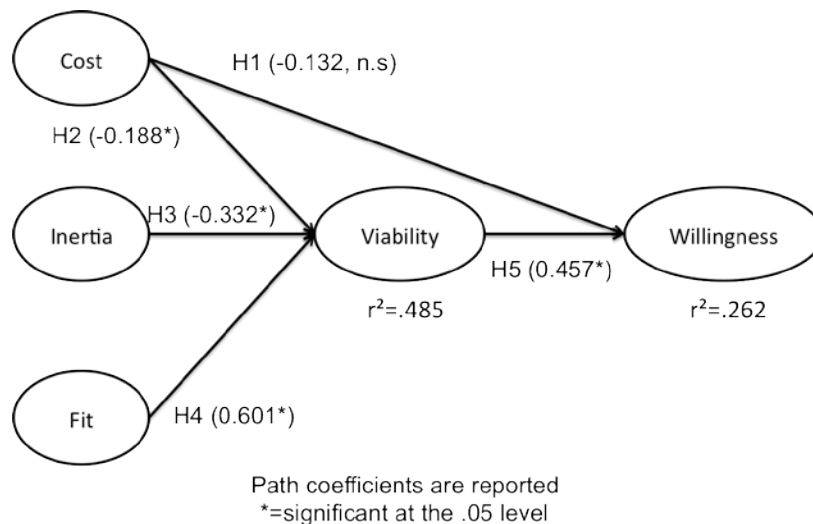 Cost
H1 (-0.132, n.s)
H2 (-0.188*)
H3 (-0.332*)
Inertia
Viability
Willingness
H5 (0.457*)
r²=.485
r²=.262
Fit
H4 (0.601*)
Path coefficients are reported
*=significant at the .05 level